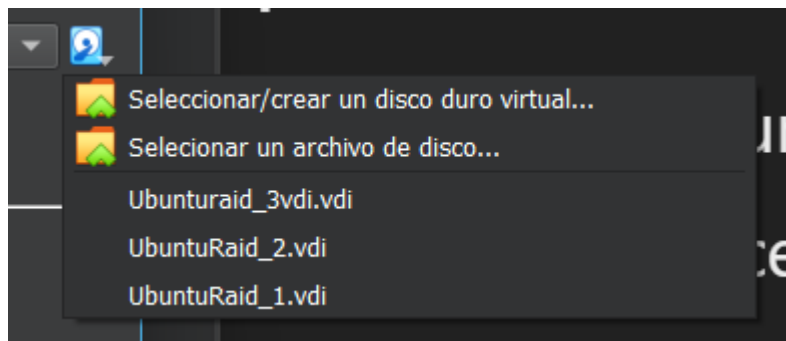 Seleccionar/crear un disco duro virtual...
Selecionar un archivo de disco...
Ubunturaid_3vdi.vdi
UbuntuRaid_2.vdi
UbuntuRaid_1.vdi